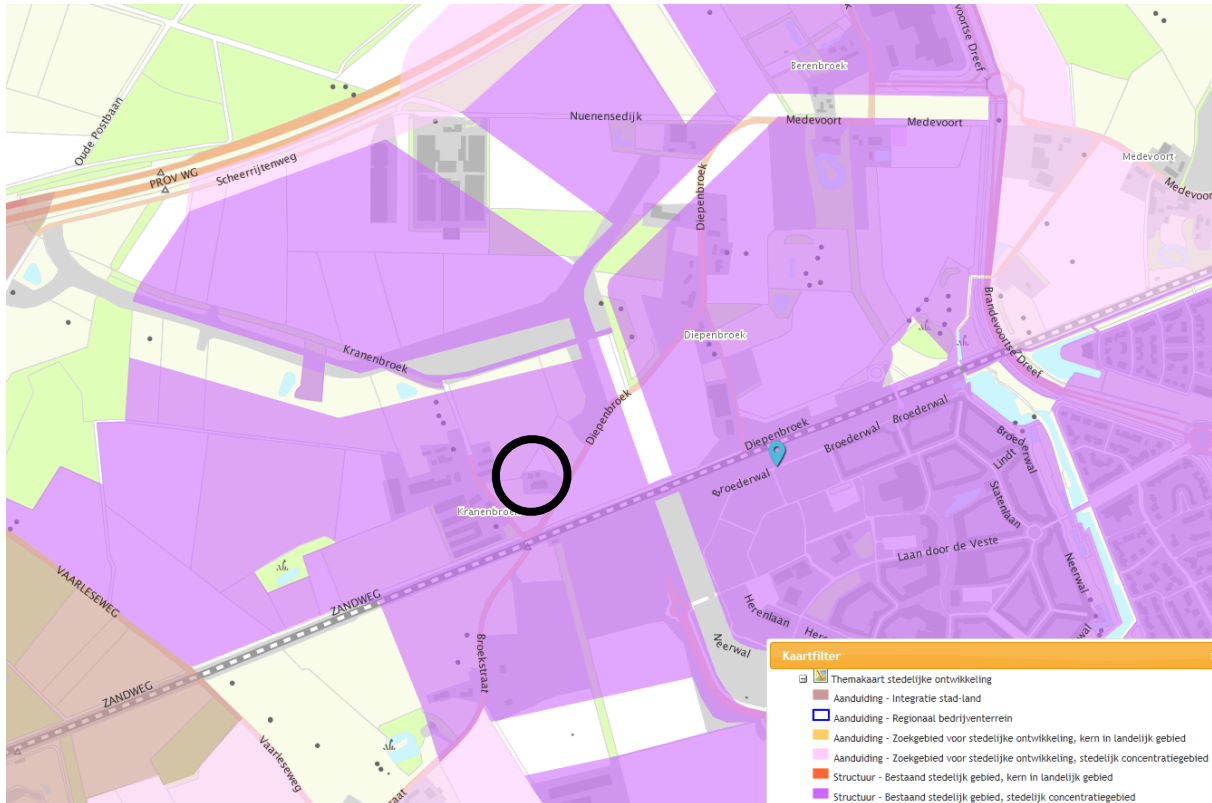 Brandevoortse Dreef
Berenbroek
Oude Postbaan
Nuenensedijk
Medevoort
Medevoort
Medevoort
PROV WG
Scheerrijtenweg
Diepenbroek
Diepenbroek
Brandevoortse Dreef
Kranenbroek
Diepenbroek
Diepenbroek
Broederwal
Broederwal
Broederwal
Broederwal
Lindt
Statenlaan
Kranenbroek
Laan door de Veste
VAARLESEWEG
ZANDWEG
Neerwal
Herenlaan
Neerwal
Broekstraat
ZANDWEG
Vaarleseweg
Kaartfilter
Themakaart stedelijke ontwikkeling
Aanduiding - Integratie stad-land
Aanduiding - Regionaal bedrijventerrein
Aanduiding - Zoekgebied voor stedelijke ontwikkeling, kern in landelijk gebied
Aanduiding - Zoekgebied voor stedelijke ontwikkeling, stedelijk concentratiegebied
Structuur - Bestaand stedelijk gebied, kern in landelijk gebied
Structuur - Bestaand stedelijk gebied, stedelijk concentratiegebied